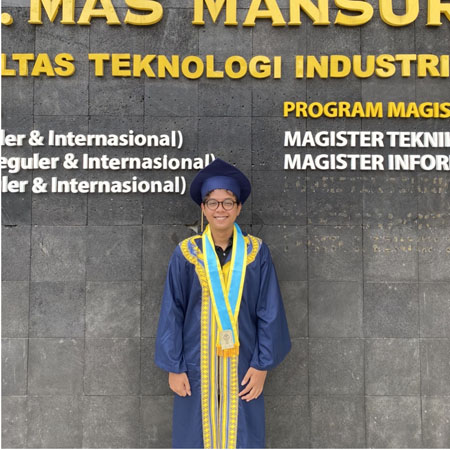 . MAS MANSUR
LTAS TEKNOLOGI INDUSTRI
PROGRAM MAGIS
ler & Internasional)
MAGISTER TEKNI
eguler & Internasional)
MAGISTER INFOR
ler & Internasional)